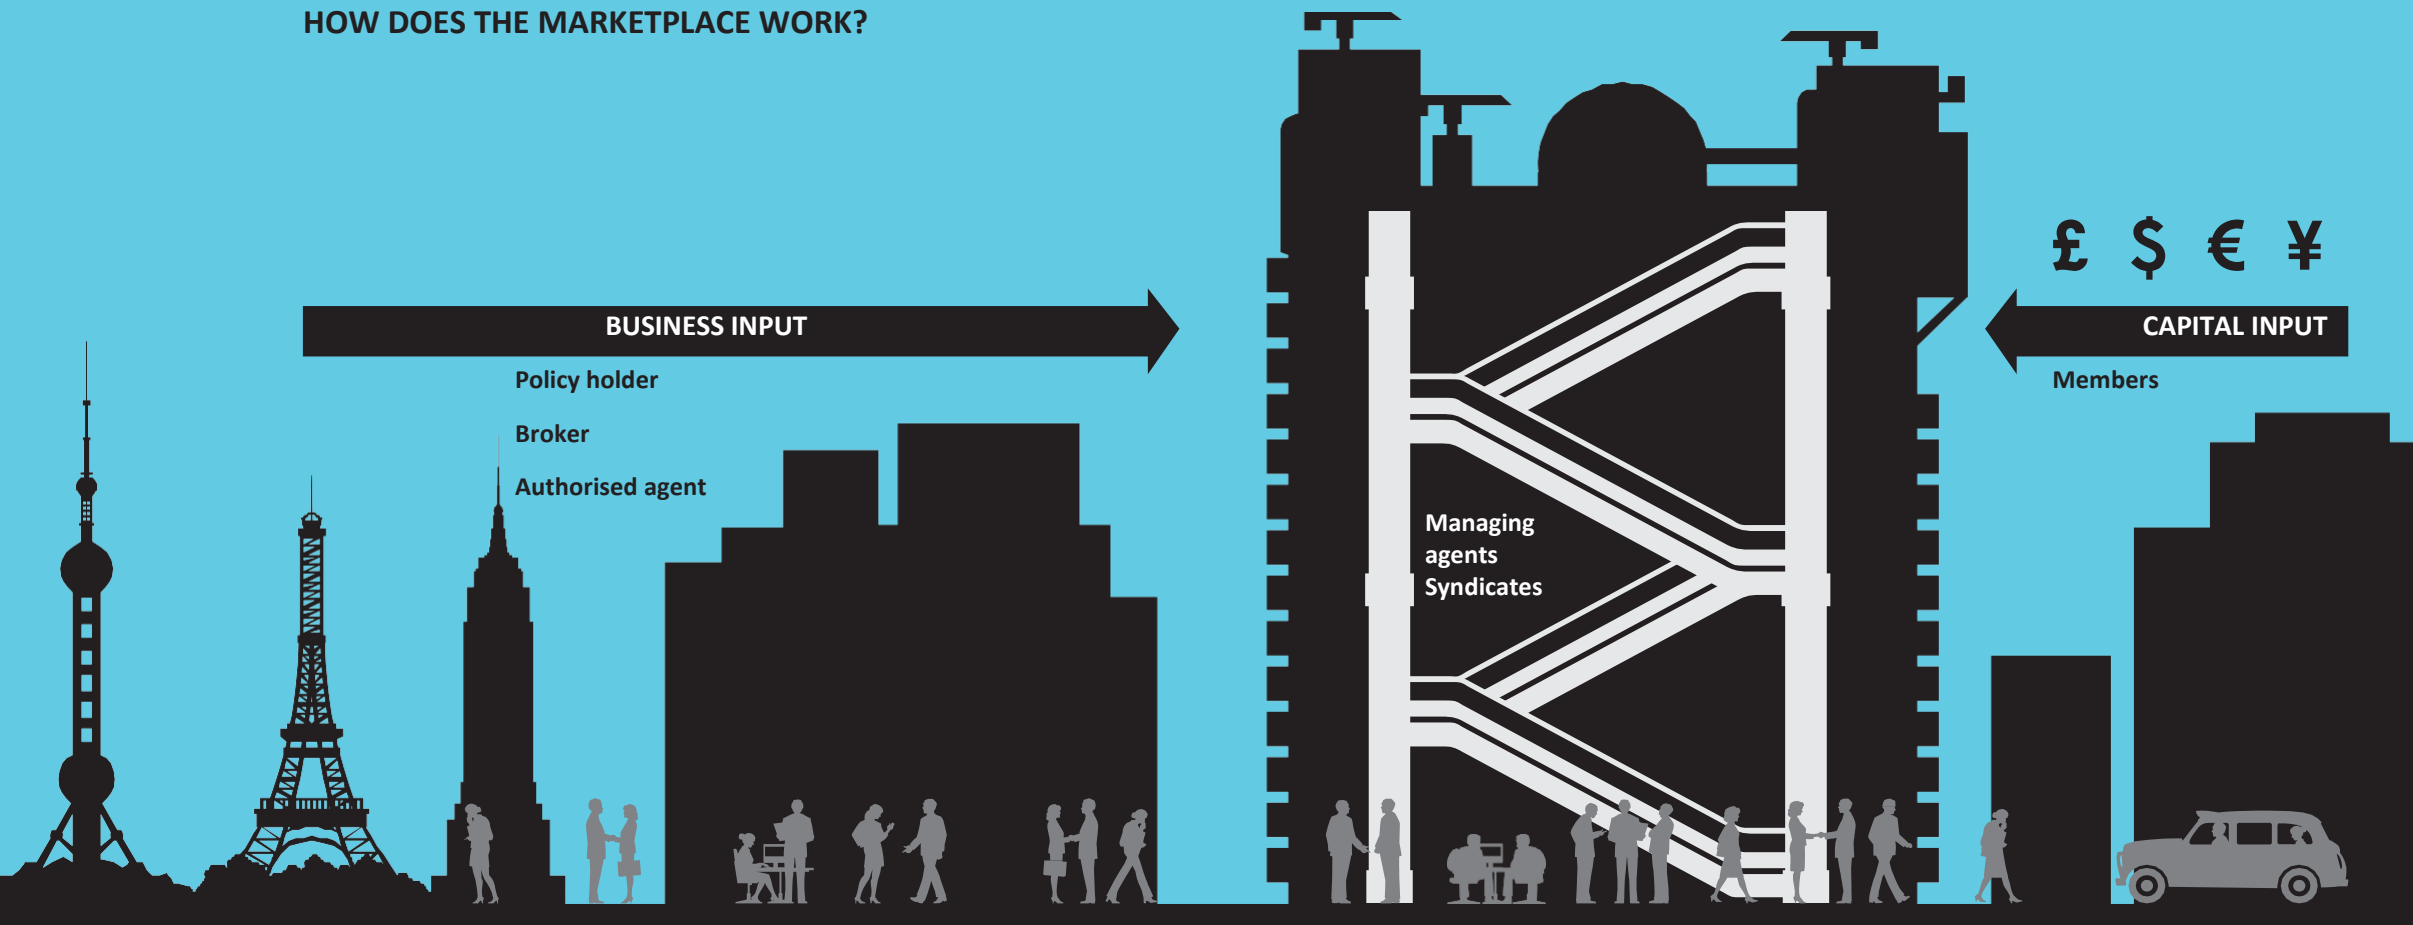 HOW DOES THE MARKETPLACE WORK?
£ $ € ¥
BUSINESS INPUT
CAPITAL INPUT
Policy holder
Broker
Authorised agent
Members
Managing
agents
Syndicates